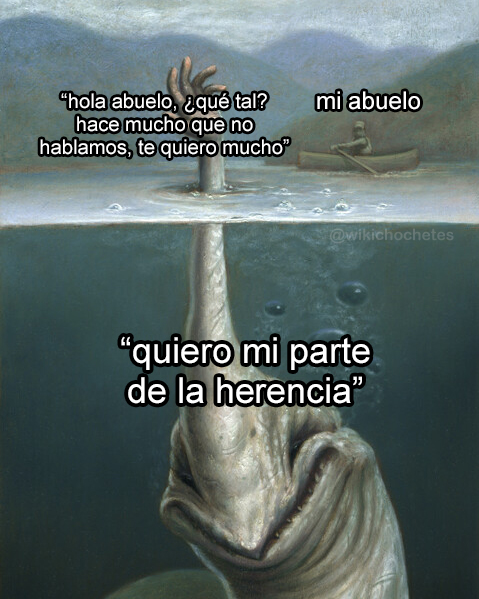 “hola abuelo, ¿qué tal?
hace mucho que no
hablamos, te quiero mucho”
mi abuelo
@wikichochetes
“quiero mi parte
de la herencia”